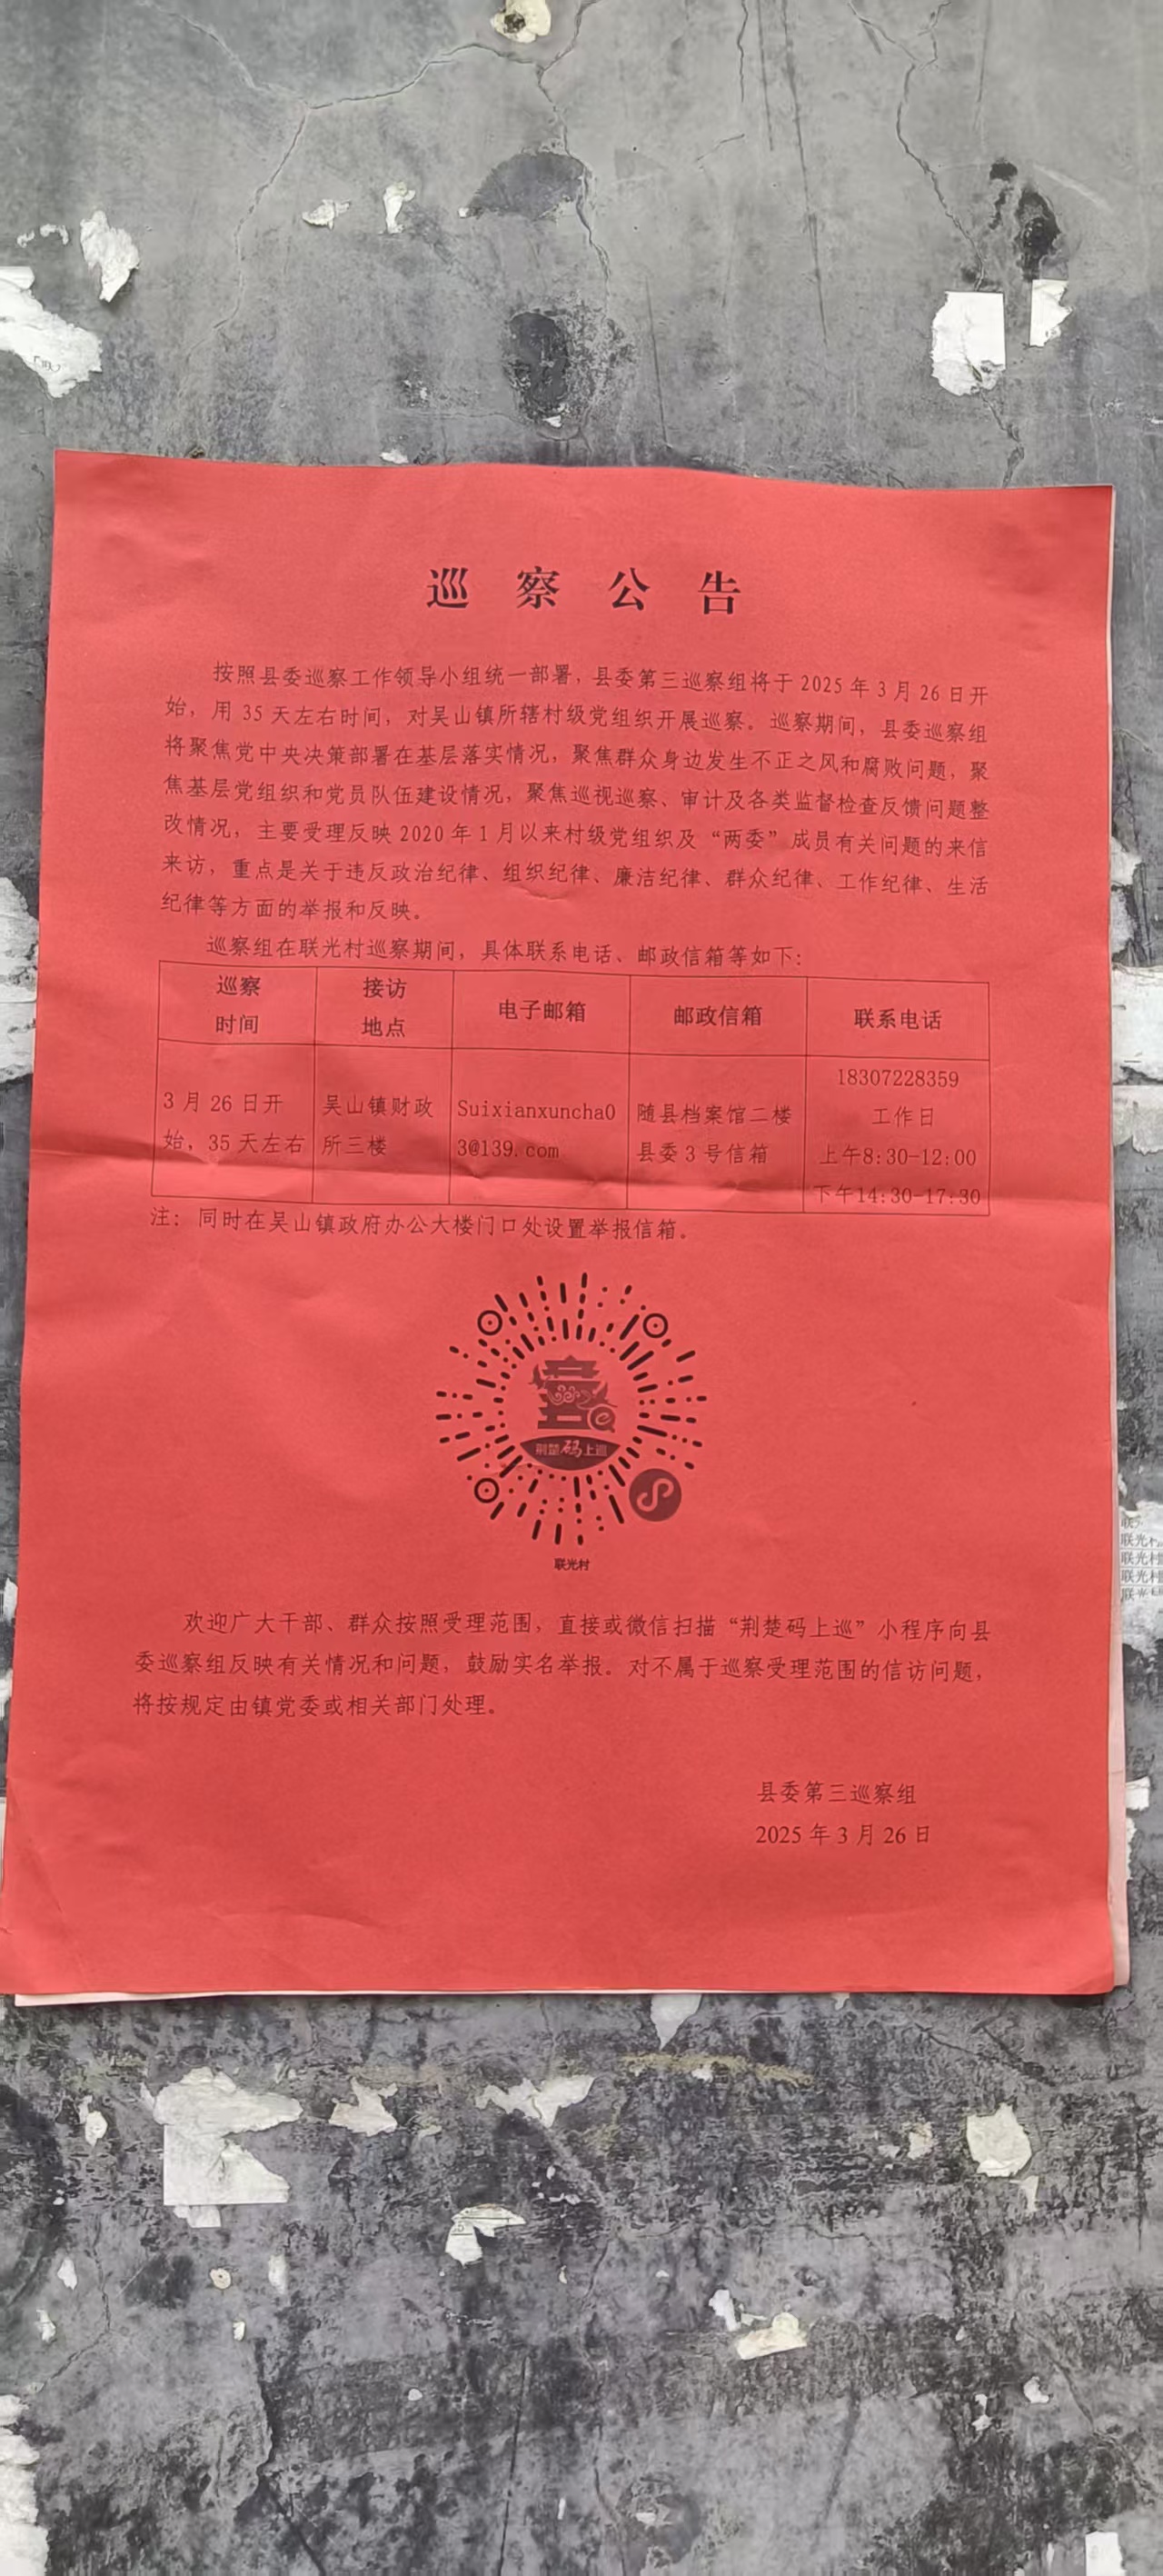 巡察公告
按照县委巡察工作领导小组统一部署，县委第三巡察组将于2025年3月26日开
始，用35天左右时间，对吴山镇所辖村级党组织开展巡察。巡察期间，县委巡察组
将聚焦党中央决策部署在基层落实情况，聚焦群众身边发生不正之风和腐败问题，聚
焦基层党组织和党员队伍建设情况，聚焦巡视巡察、审计及各类监督检查反馈问题整
改情况，主要受理反映2020年1月以来村级党组织及“两委”成员有关问题的来信
来访，重点是关于违反政治纪律、组织纪律、廉洁纪律、群众纪律、工作纪律、生活
纪律等方面的举报和反映。
巡察组在联光村巡察期间，具体联系电话、邮政信箱等如下：
巡察
时间
接访
地点
电子邮箱
邮政信箱
联系电话
3月26日开
始，35天左右
吴山镇财政
所三楼
Suixianxuncha0
3@139.com
随县档案馆二楼
县委3号信箱
18307228359
工作日
上午8:30-12:00
下午14:30-17:30
注：同时在吴山镇政府办公大楼门口处设置举报信箱。
荆楚码上巡
联光村
欢迎广大干部、群众按照受理范围，直接或微信扫描“荆楚码上巡”小程序向县
委巡察组反映有关情况和问题，鼓励实名举报。对不属于巡察受理范围的信访问题，
将按规定由镇党委或相关部门处理。
县委第三巡察组
2025年3月26日
联光村
联光村